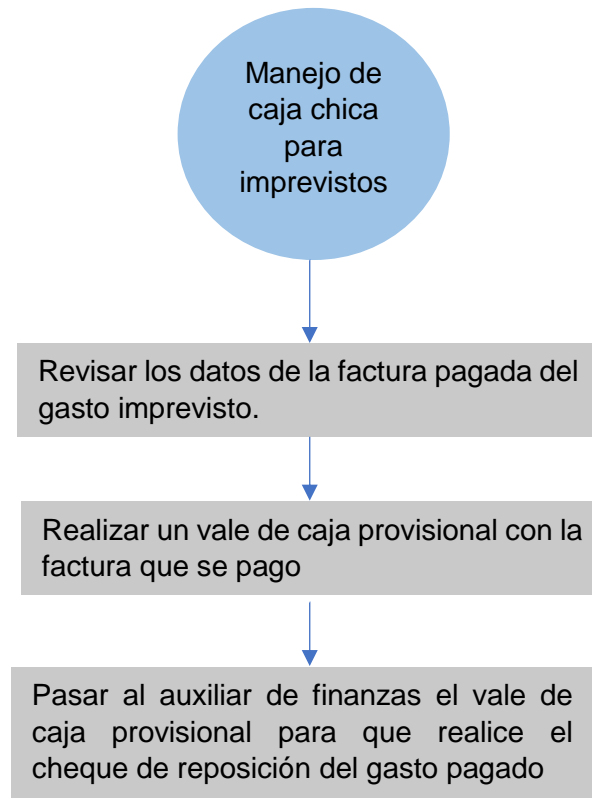 Manejo de
caja chica
para
imprevistos
Revisar los datos de la factura pagada del
gasto imprevisto.
Realizar un vale de caja provisional con la
factura que se pago
Pasar al auxiliar de finanzas el vale de
caja provisional para que realice el
cheque de reposición del gasto pagado